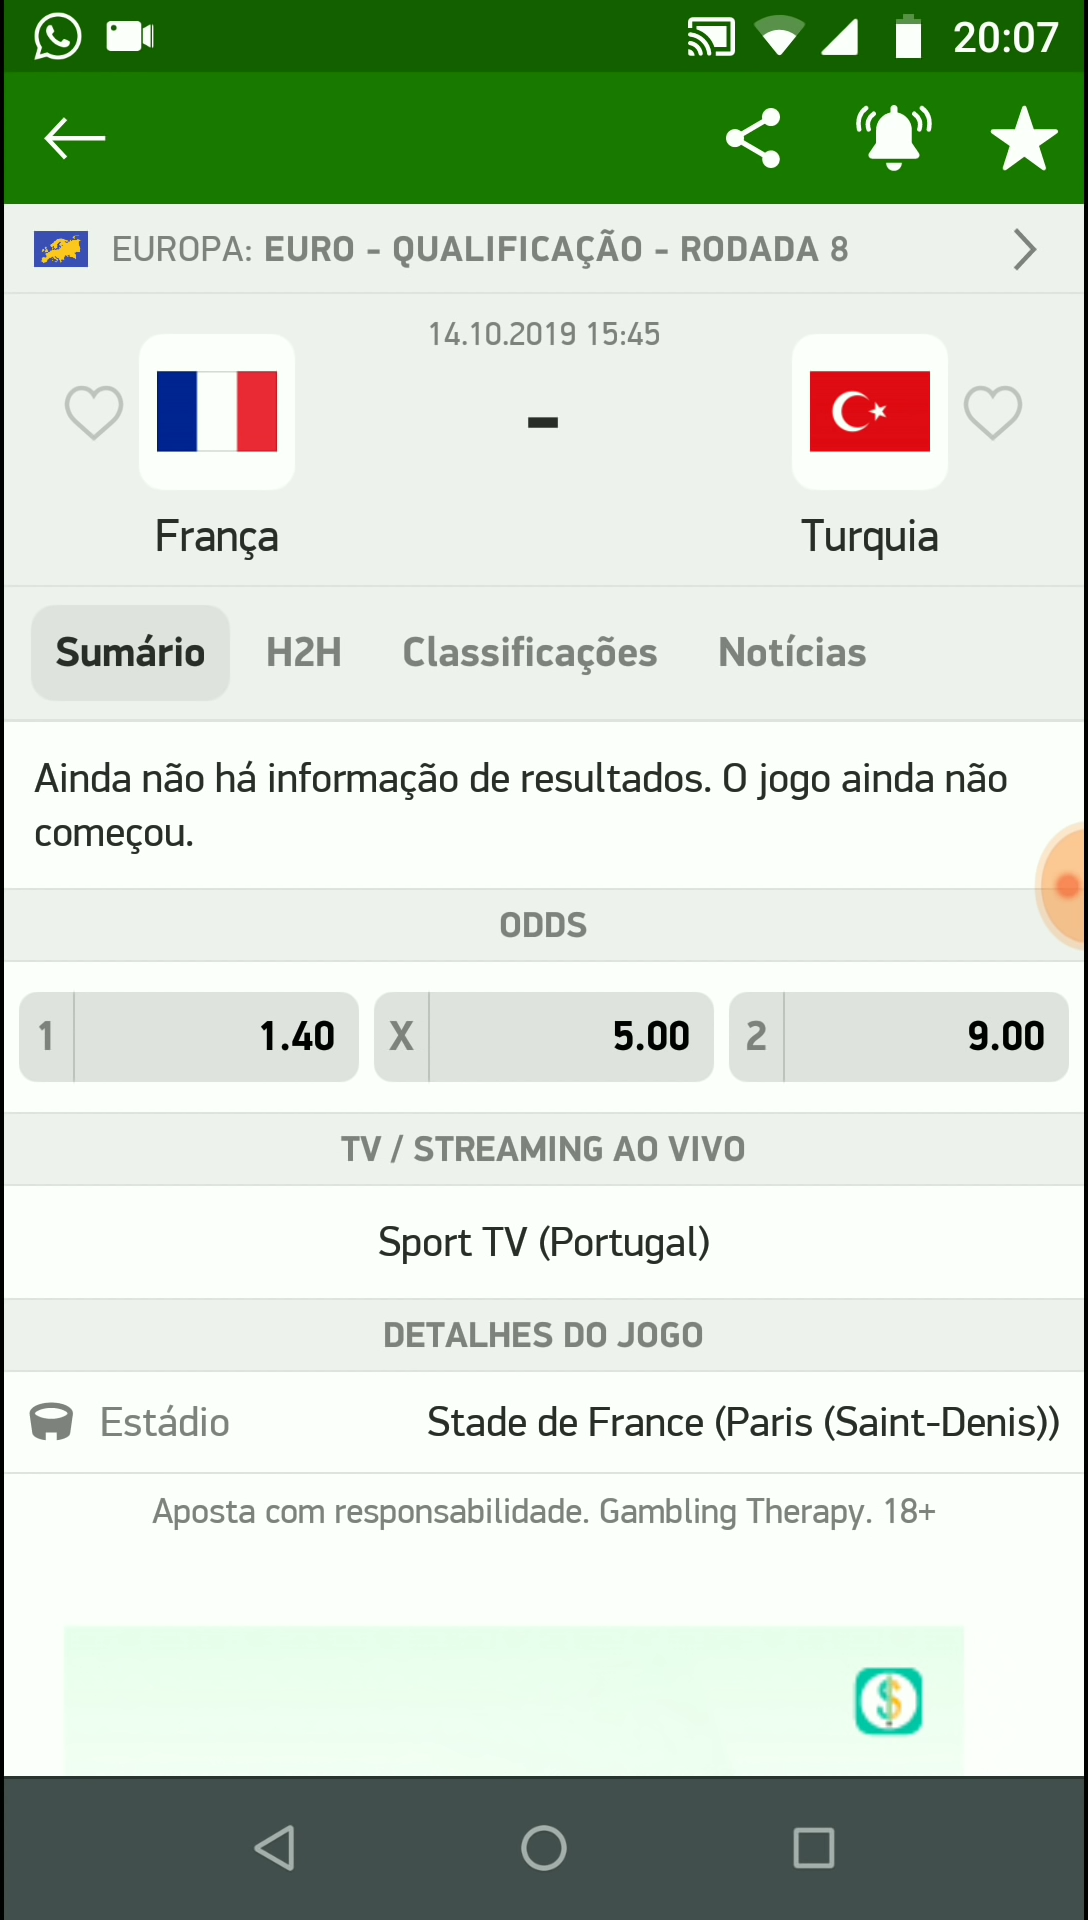 20:07
EUROPA: EURO - QUALIFICAÇÃO - RODADA 8
14.10.2019 15:45
-
França
Turquia
Sumário H2H Classificações Notícias
Ainda não há informação de resultados. O jogo ainda não
começou.
ODDS
1 1.40 X 5.00 2 9.00
TV / STREAMING AO VIVO
Sport TV (Portugal)
DETALHES DO JOGO
Estádio Stade de France (Paris (Saint-Denis))
Aposta com responsabilidade. Gambling Therapy. 18+
$